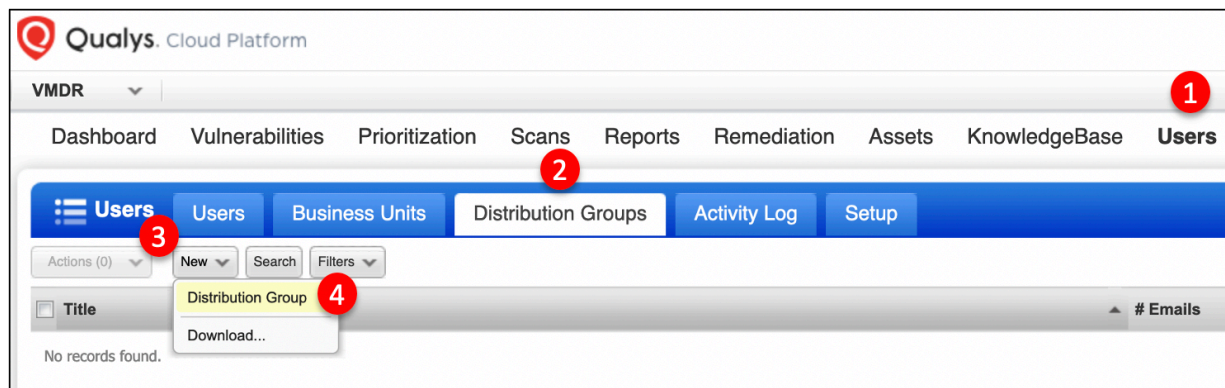 Qualys. Cloud Platform
VMDR
1
Dashboard Vulnerabilities Prioritization Scans Reports Remediation Assets KnowledgeBase Users
2
Users Users Business Units Distribution Groups Activity Log Setup
3
Actions (0) New Search Filters
Distribution Group 4
Title # Emails
Download...
No records found.